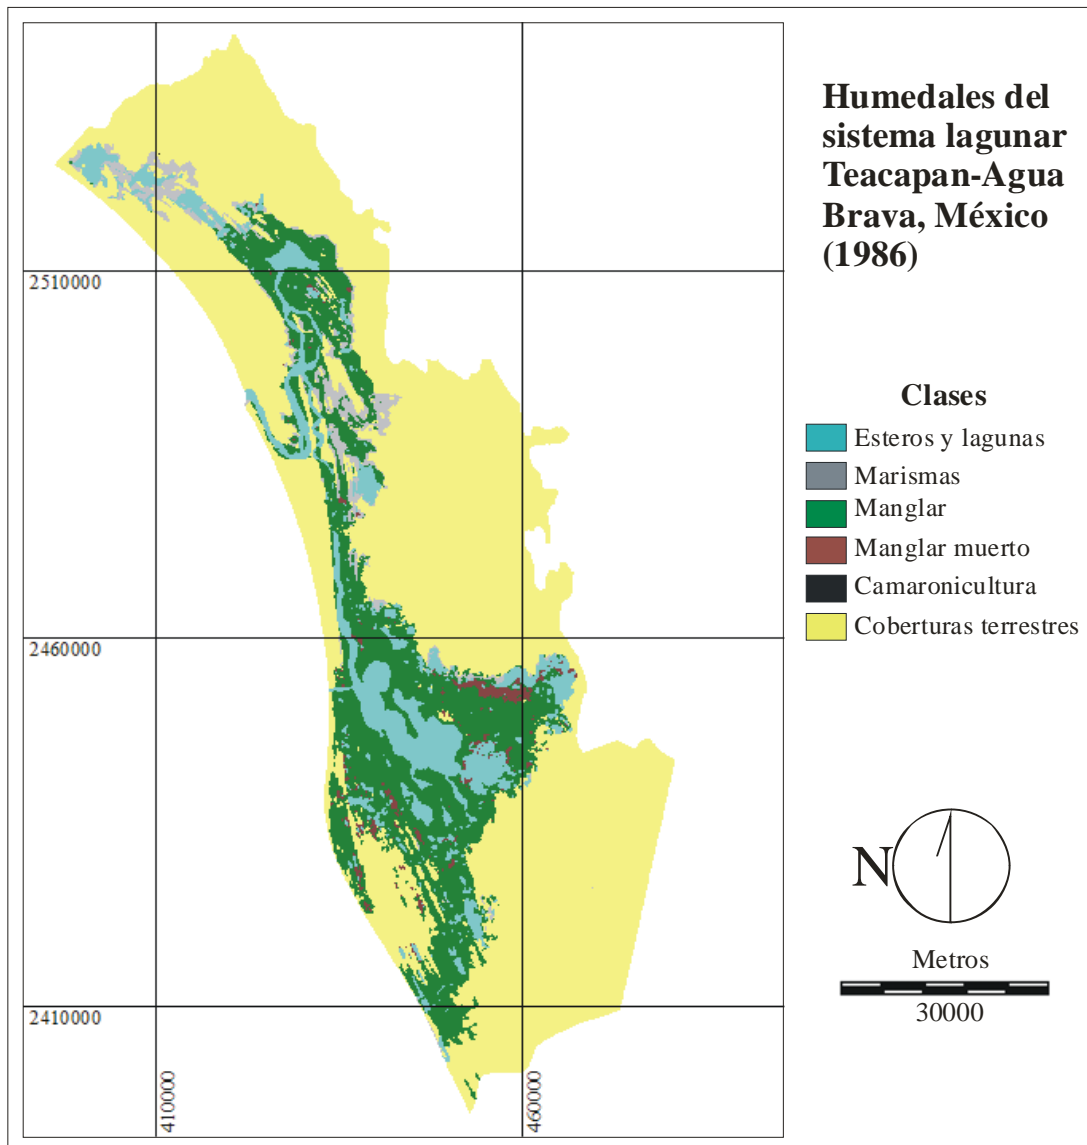 Humedales del
sistema lagunar
Teacapan-Agua
Brava, México
(1986)
2510000
Clases
Esteros y lagunas
Marismas
Manglar
Manglar muerto
Camaronicultura
Coberturas terrestres
2460000
N
Metros
30000
2410000
410000
460000